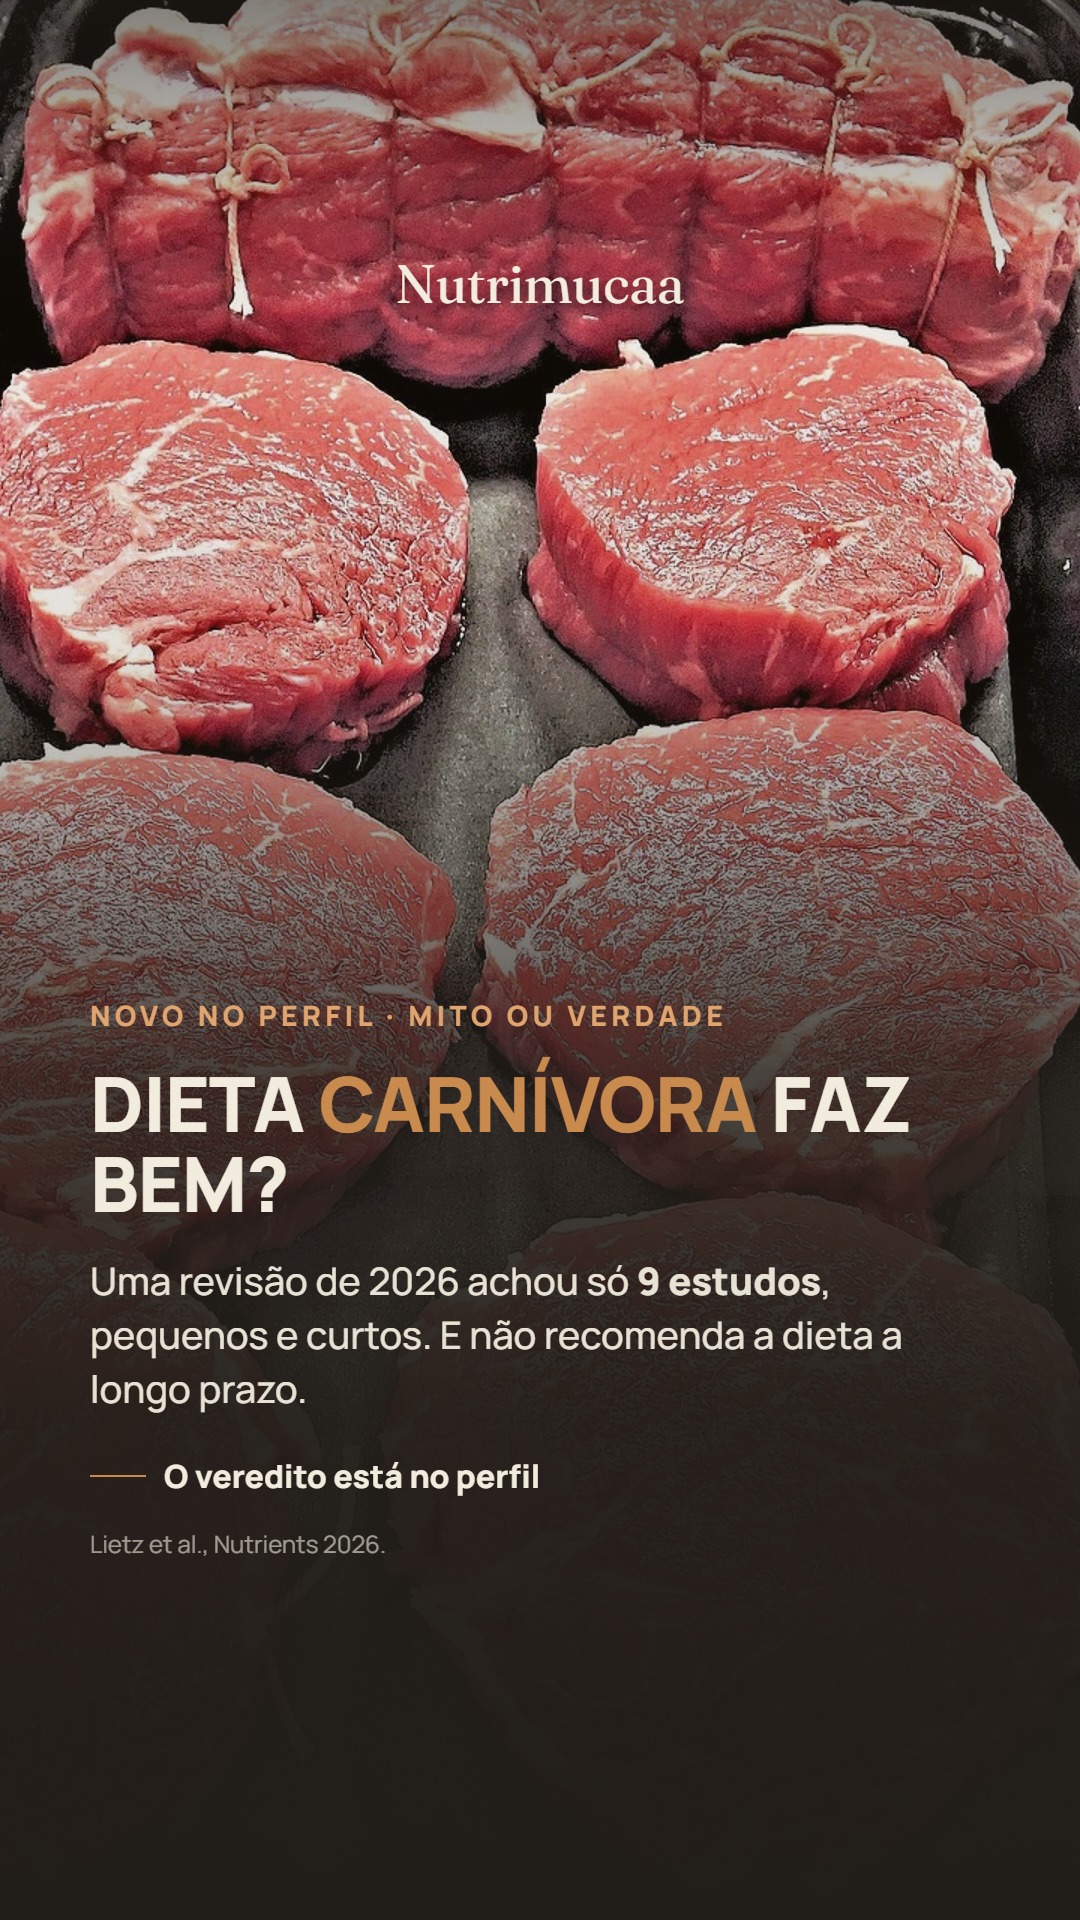 Nutrimucaa
NOVO NO PERFIL · MITO OU VERDADE
DIETA CARNÍVORA FAZ
BEM?
Uma revisão de 2026 achou só 9 estudos,
pequenos e curtos. E não recomenda a dieta a
longo prazo.
O veredito está no perfil
Lietz et al., Nutrients 2026.